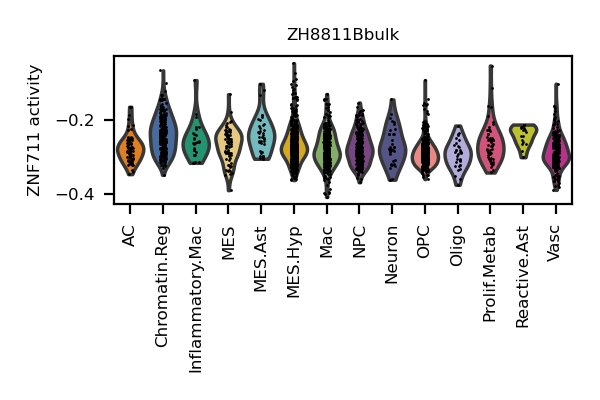 ZH8811Bbulk
ZNF711 activity
−0.2
−0.4
AC
Chromatin.Reg
Inflammatory.Mac
MES
MES.Ast
MES.Hyp
Mac
NPC
Neuron
OPC
Oligo
Prolif.Metab
Reactive.Ast
Vasc